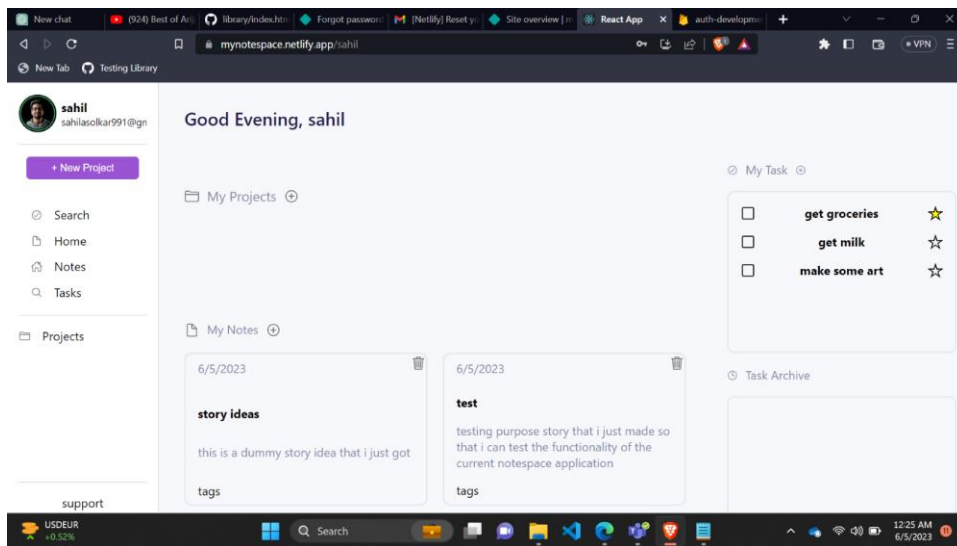 New chat
(924) Best of Arij
library/index.htm
Forgot password
[Netlify] Reset yo
Site overview | m
React App
auth-developme
mynotespace.netlify.app/sahil
VPN
New Tab
Testing Library
sahil
sahilasolkar991@gn
+ New Project
Search
Home
Notes
Tasks
Projects
support
Good Evening, sahil
My Projects
My Notes
6/5/2023
story ideas
this is a dummy story idea that i just got
tags
6/5/2023
test
testing purpose story that i just made so
that i can test the functionality of the
current notespace application
tags
My Task
get groceries
get milk
make some art
Task Archive
USDEUR
+0.52%
Search
12:25 AM
6/5/2023